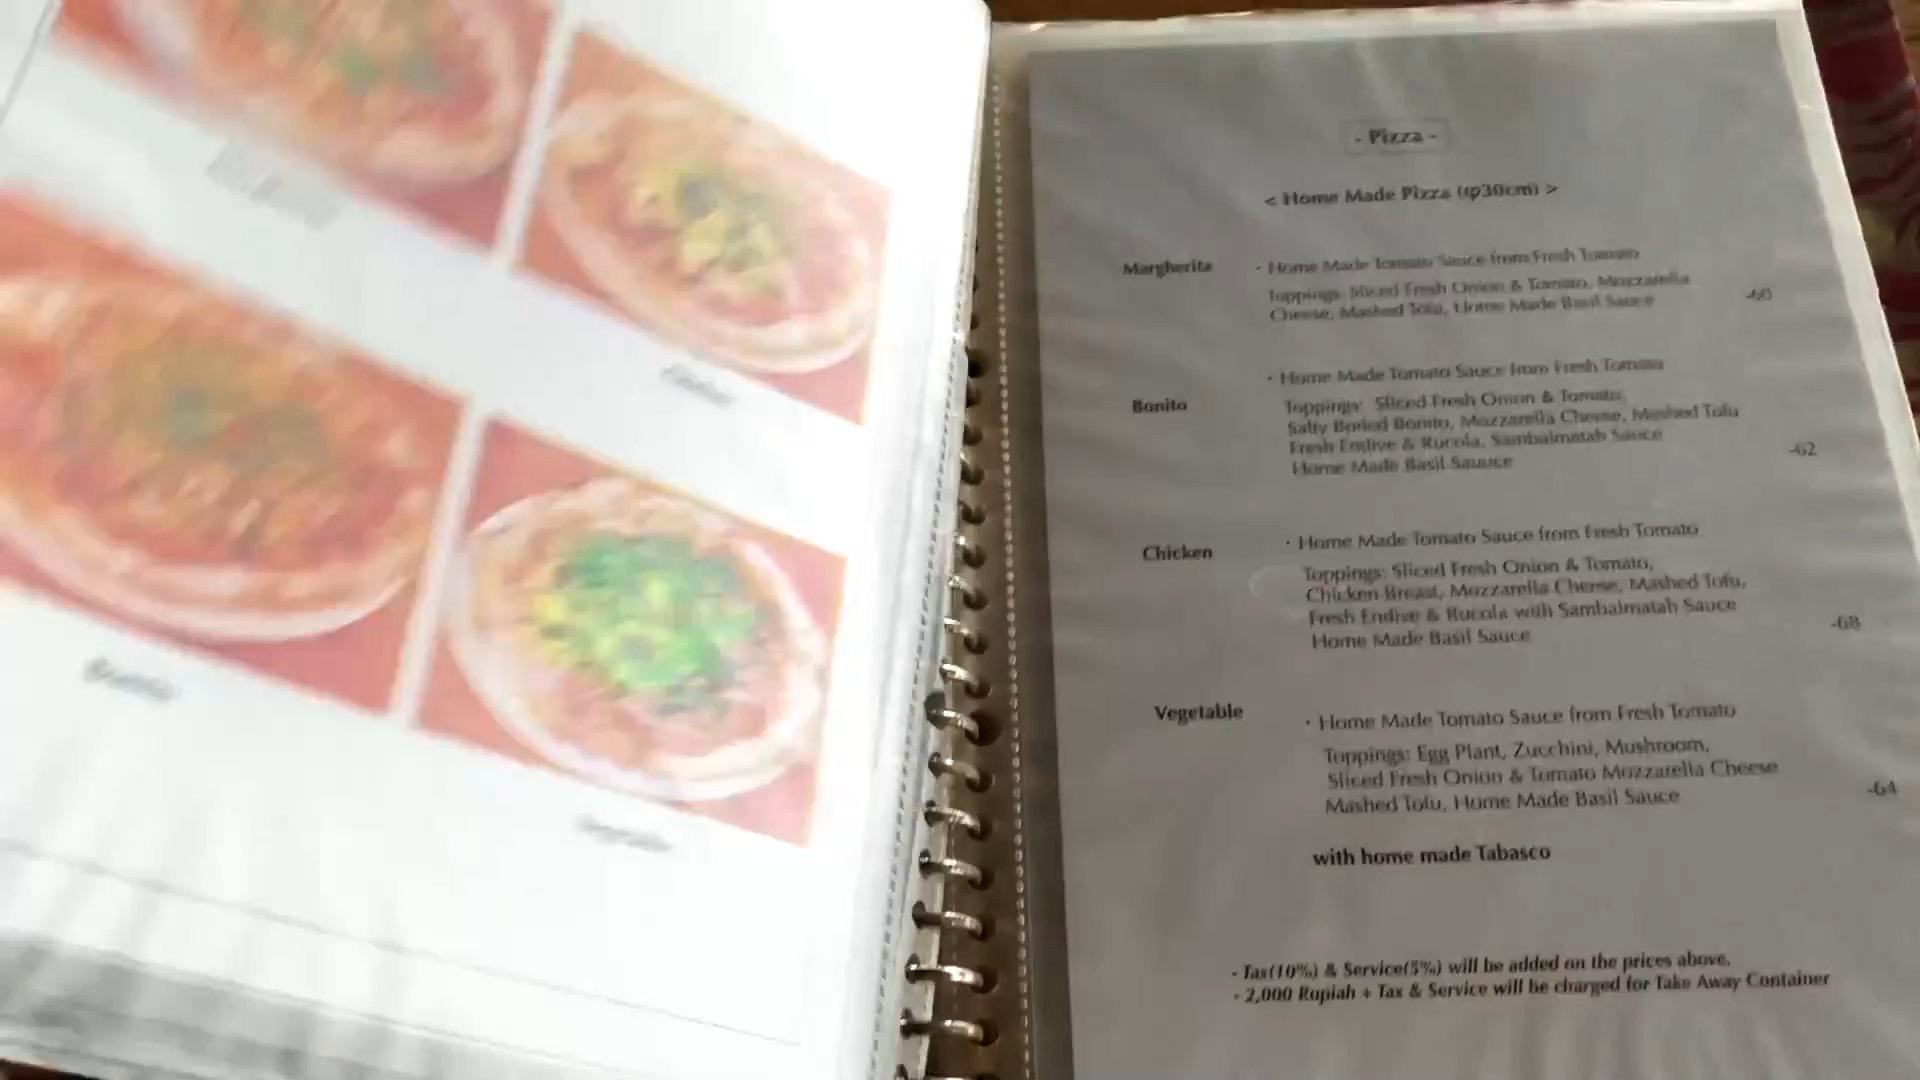 - Pizza -
< Home Made Pizza (φ30cm) >
Margherita
· Home Made Tomato Sauce from Fresh Tomato
Toppings: Sliced Fresh Onion & Tomato, Mozzarella
Cheese, Mashed Tofu, Home Made Basil Sauce
-60
Bonito
· Home Made Tomato Sauce from Fresh Tomato
Toppings: Sliced Fresh Onion & Tomato,
Salty Boiled Bonito, Mozzarella Cheese, Mashed Tofu
Fresh Endive & Rucola, Sambalmatah Sauce
Home Made Basil Sauuce
-62
Chicken
· Home Made Tomato Sauce from Fresh Tomato
Toppings: Sliced Fresh Onion & Tomato,
Chicken Breast, Mozzarella Cheese, Mashed Tofu,
Fresh Endive & Rucola with Sambalmatah Sauce
Home Made Basil Sauce
-68
Vegetable
· Home Made Tomato Sauce from Fresh Tomato
Toppings: Egg Plant, Zucchini, Mushroom,
Sliced Fresh Onion & Tomato Mozzarella Cheese
Mashed Tofu, Home Made Basil Sauce
-64
with home made Tabasco
- Tax(10%) & Service(5%) will be added on the prices above.
- 2,000 Rupiah + Tax & Service will be charged for Take Away Container